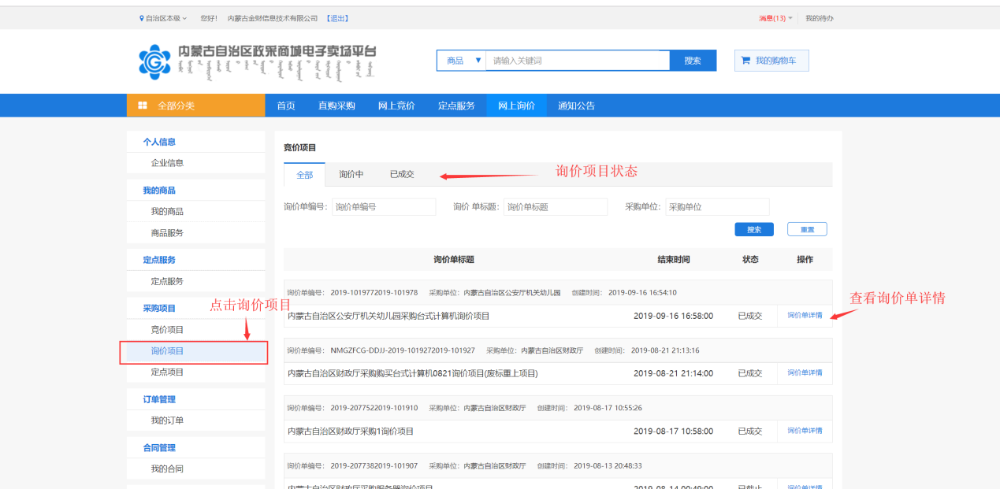 自治区本级 您好！ 内蒙古金财信息技术有限公司 【退出】 消息(13) 我的待办
内蒙古自治区政采商城电子卖场平台
商品 请输入关键词 搜索 我的购物车
全部分类 首页 直购采购 网上竞价 定点服务 网上询价 通知公告
个人信息
企业信息
我的商品
我的商品
商品服务
定点服务
定点服务
采购项目
点击询价项目
竞价项目
询价项目
定点项目
订单管理
我的订单
合同管理
我的合同
竞价项目
全部 询价中 已成交 询价项目状态
询价单编号： 询价单编号 询价 单标题： 询价单标题 采购单位： 采购单位
搜索 重置
询价单标题 结束时间 状态 操作
询价单编号： 2019-1019772019-101978 采购单位：内蒙古自治区公安厅机关幼儿园 创建时间： 2019-09-16 16:54:10
查看询价单详情
内蒙古自治区公安厅机关幼儿园采购台式计算机询价项目 2019-09-16 16:58:00 已成交 询价单详情
询价单编号： NMGZFCG-DDJJ-2019-1019272019-101927 采购单位：内蒙古自治区财政厅 创建时间： 2019-08-21 21:13:16
内蒙古自治区财政厅采购购买台式计算机0821询价项目(废标重上项目) 2019-08-21 21:14:00 已成交 询价单详情
询价单编号： 2019-2077522019-101910 采购单位：内蒙古自治区财政厅 创建时间： 2019-08-17 10:55:26
内蒙古自治区财政厅采购1询价项目 2019-08-17 10:58:00 已成交 询价单详情
询价单编号： 2019-2077382019-101907 采购单位：内蒙古自治区财政厅 创建时间： 2019-08-13 20:48:33
内蒙古自治区财政厅采购服务器询价项目 2019-08-14 00:49:00 已截止 询价单详情